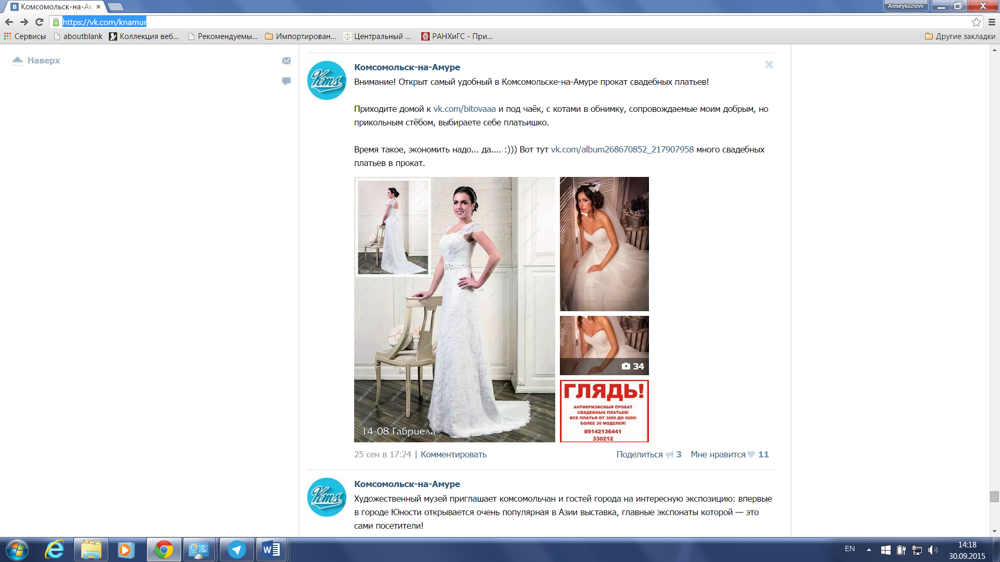 Комсомольск-на-Ам
Alexeykozlovv
https://vk.com/knamur
Сервисы
aboutblank
Коллекция веб...
Рекомендуемы...
Импортирован...
Центральный ...
РАНХиГС - При...
Другие закладки
Наверх
Комсомольск-на-Амуре
Внимание! Открыт самый удобный в Комсомольске-на-Амуре прокат свадебных платьев!
Приходите домой к vk.com/bitovaaa и под чаёк, с котами в обнимку, сопровождаемые моим добрым, но
прикольным стёбом, выбираете себе платьишко.
Время такое, экономить надо... да.... :))) Вот тут vk.com/album268670852_217907958 много свадебных
платьев в прокат.
14-08 Габриела
14-08 Габриела
34
ГЛЯДЬ!
АНТИКРИЗИСНЫЙ ПРОКАТ
СВАДЕБНЫХ ПЛАТЬЕВ!
ВСЕ ПЛАТЬЯ ОТ 3000 ДО 5000!
БОЛЕЕ 30 МОДЕЛЕЙ!
89142136441
330212
25 сен в 17:24 | Комментировать
Поделиться 3 Мне нравится 11
Kms
Комсомольск-на-Амуре
Художественный музей приглашает комсомольчан и гостей города на интересную экспозицию: впервые
в городе Юности открывается очень популярная в Азии выставка, главные экспонаты которой — это
сами посетители!
Kms
EN
14:18
30.09.2015